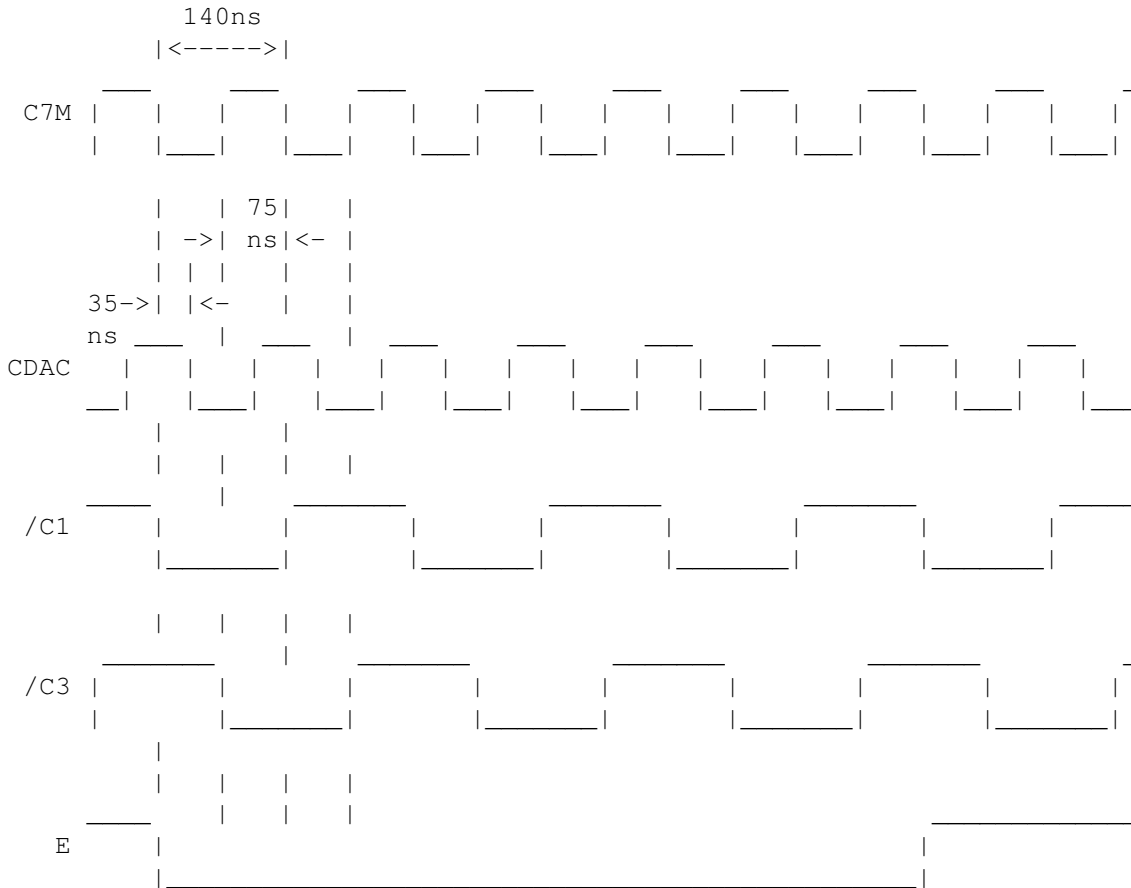 140ns
|<----->|
C7M
75
->| ns|<-
35->| |<-
ns
CDAC
/C1
/C3
E